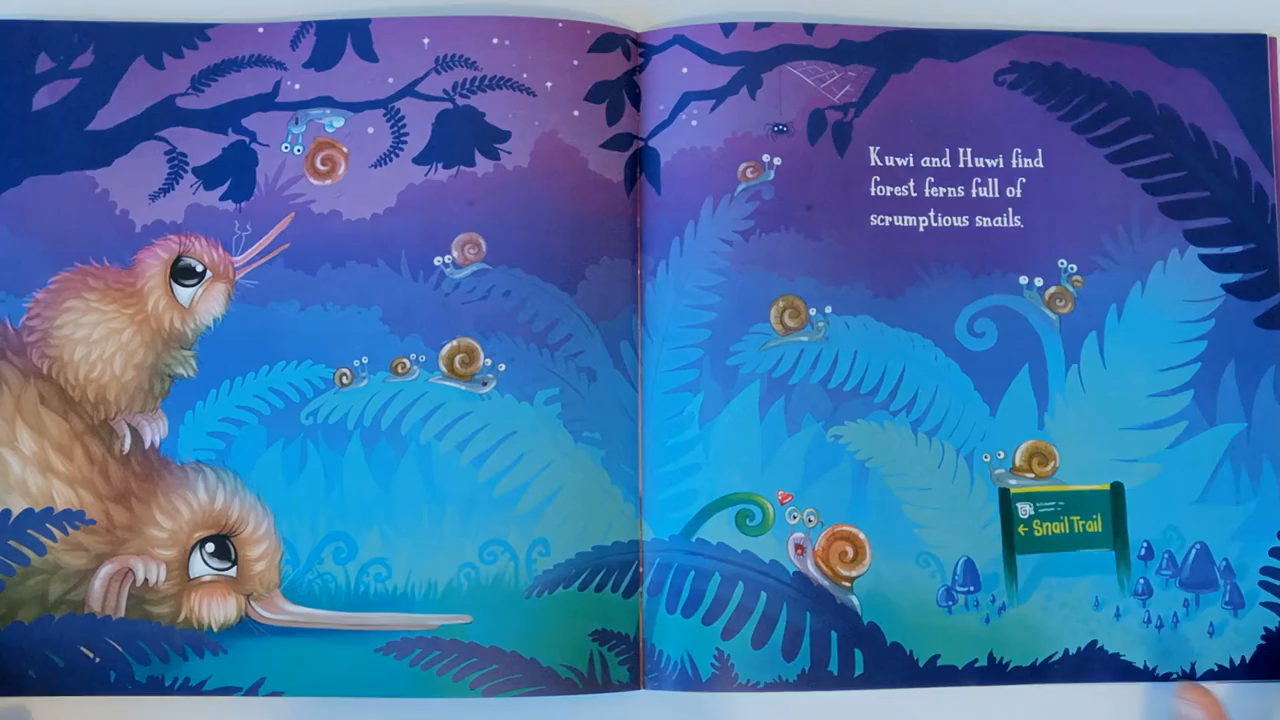 Kuwi and Huwi find
forest ferns full of
scrumptious snails.
← Snail Trail